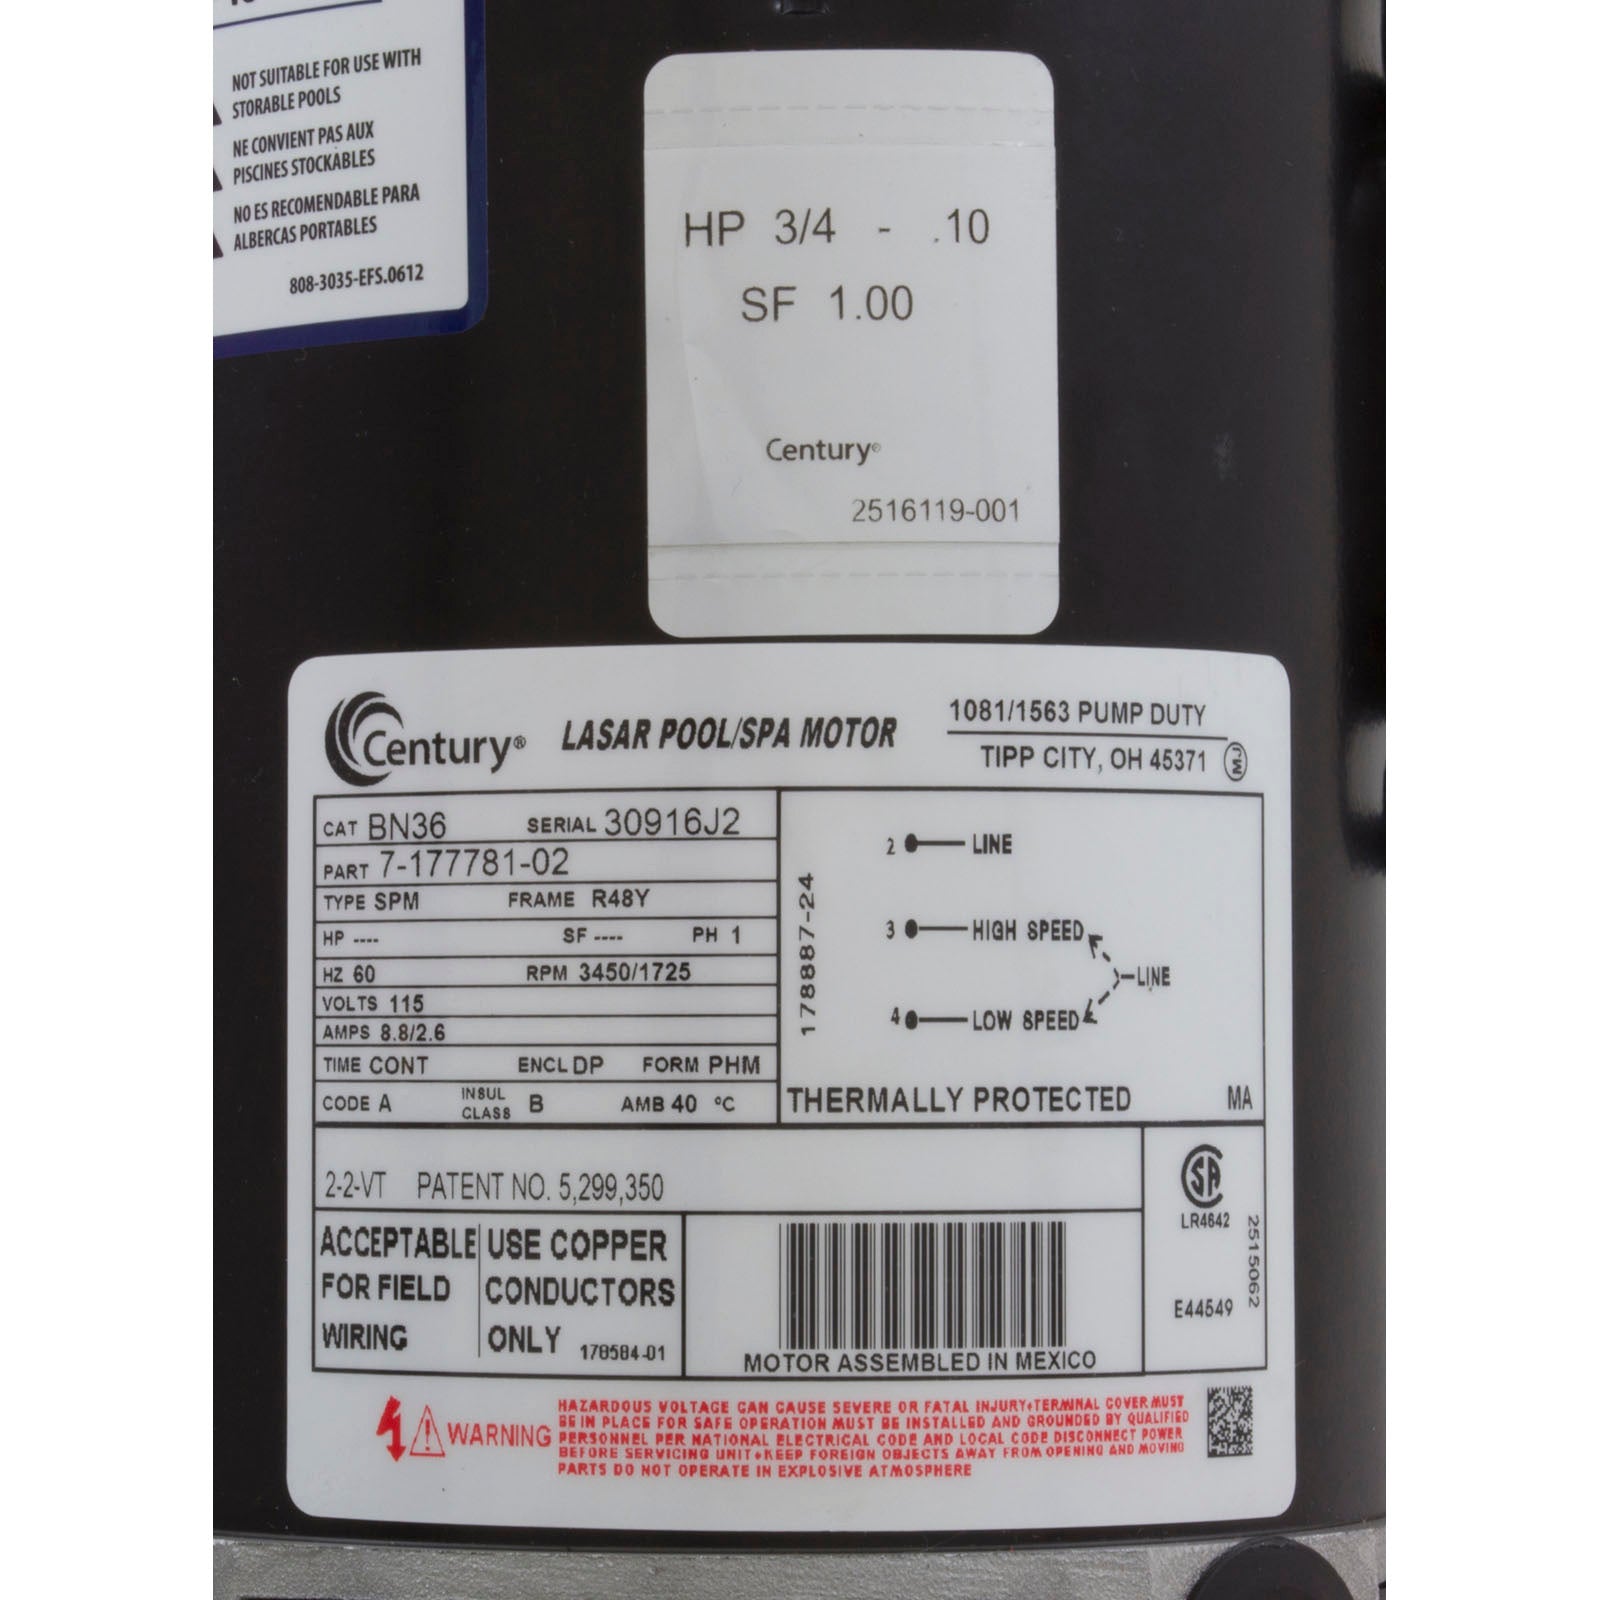 NOT SUITABLE FOR USE WITH
STORABLE POOLS
NE CONVIENT PAS AUX
PISCINES STOCKABLES
NO ES RECOMENDABLE PARA
ALBERCAS PORTABLES
808-3035-EFS.0612
HP 3/4 - .10
SF 1.00
Century®
2516119-001
Century®
LASAR POOL/SPA MOTOR
1081/1563 PUMP DUTY
TIPP CITY, OH 45371 MJ
CAT BN36 SERIAL 30916J2
PART 7-177781-02
TYPE SPM FRAME R48Y
HP ---- SF ---- PH 1
HZ 60 RPM 3450/1725
VOLTS 115
AMPS 8.8/2.6
TIME CONT ENCL DP FORM PHM
CODE A INSUL CLASS B AMB 40 °C
178887-24
2 LINE
3 HIGH SPEED
LINE
4 LOW SPEED
THERMALLY PROTECTED MA
2-2-VT PATENT NO. 5,299,350
ACCEPTABLE
FOR FIELD
WIRING
USE COPPER
CONDUCTORS
ONLY 178584-01
MOTOR ASSEMBLED IN MEXICO
SA
LR4642
E44549
2515062
WARNING
HAZARDOUS VOLTAGE CAN CAUSE SEVERE OR FATAL INJURY•TERMINAL COVER MUST
BE IN PLACE FOR SAFE OPERATION MUST BE INSTALLED AND GROUNDED BY QUALIFIED
PERSONNEL PER NATIONAL ELECTRICAL CODE AND LOCAL CODE DISCONNECT POWER
BEFORE SERVICING UNIT•KEEP FOREIGN OBJECTS AWAY FROM OPENING AND MOVING
PARTS DO NOT OPERATE IN EXPLOSIVE ATMOSPHERE